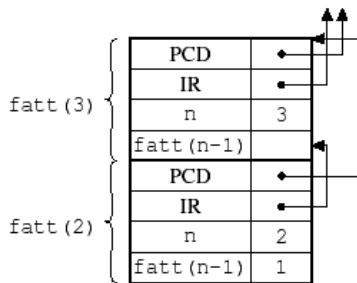 PCD
IR
fatt(3)
n 3
fatt(n-1)
PCD
IR
fatt(2)
n 2
fatt(n-1) 1